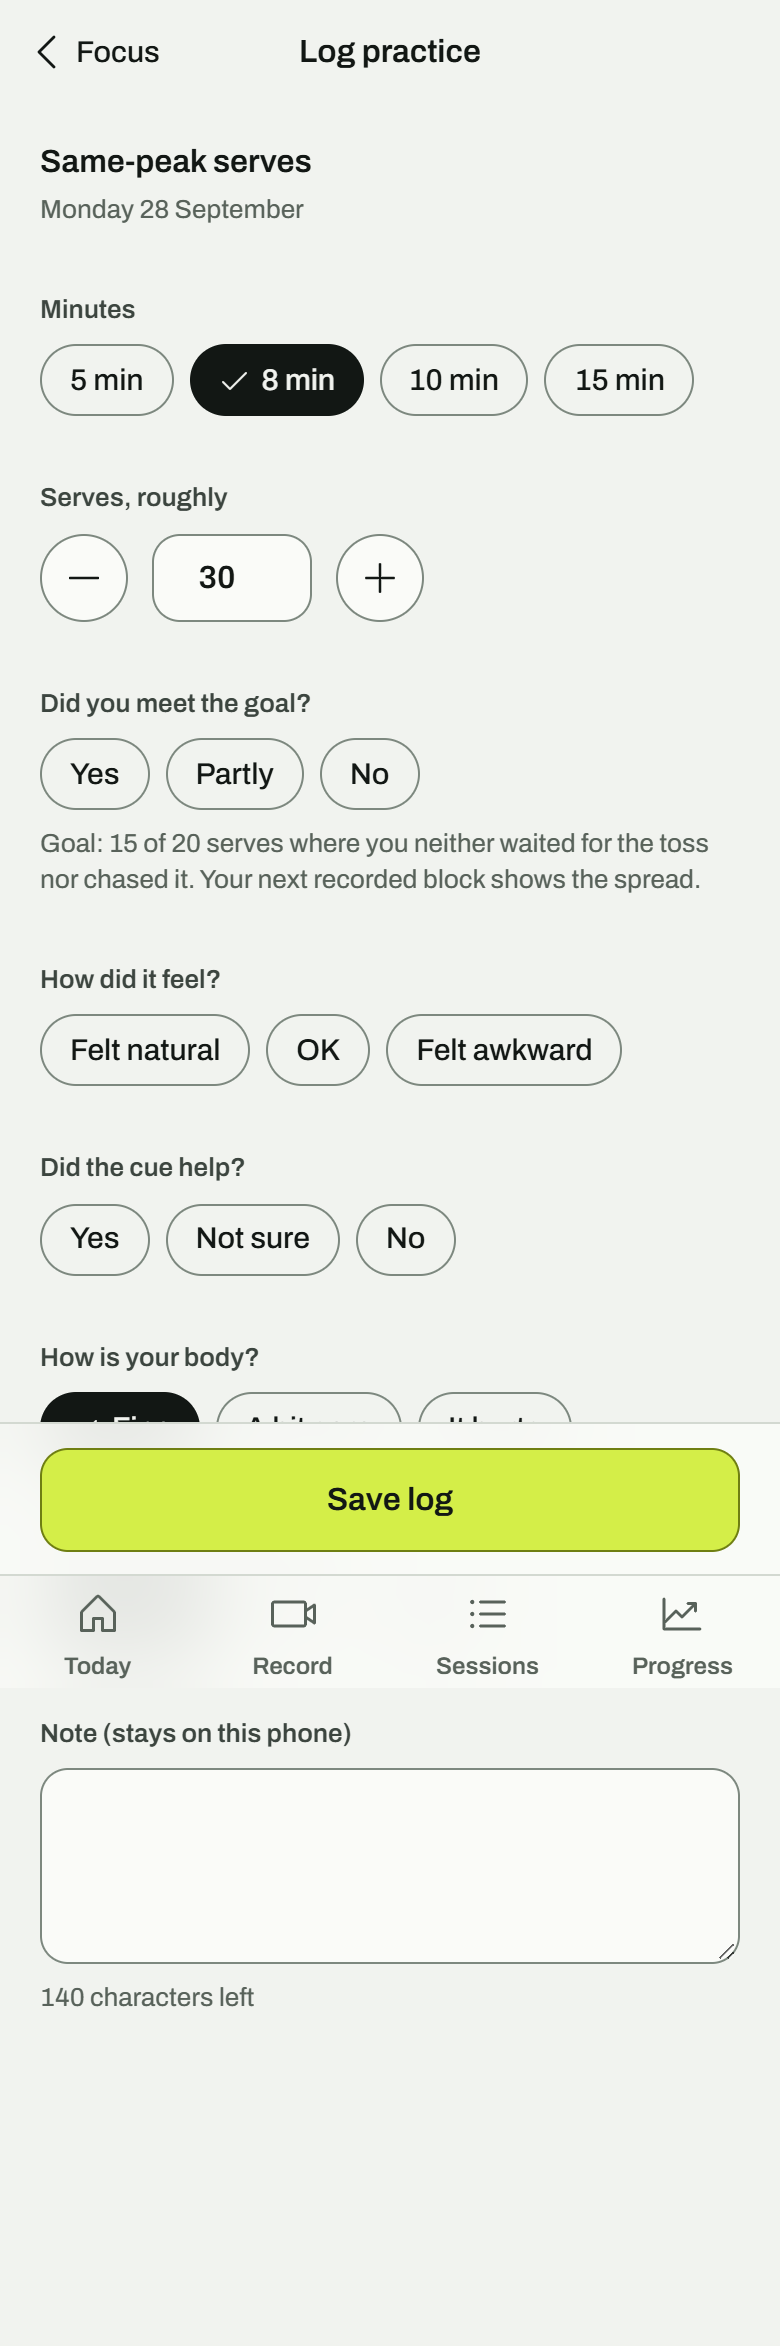 Focus
Log practice
Same-peak serves
Monday 28 September
Minutes
5 min
8 min
10 min
15 min
Serves, roughly
30
Did you meet the goal?
Yes
Partly
No
Goal: 15 of 20 serves where you neither waited for the toss
nor chased it. Your next recorded block shows the spread.
How did it feel?
Felt natural
OK
Felt awkward
Did the cue help?
Yes
Not sure
No
How is your body?
Save log
Today
Record
Sessions
Progress
Note (stays on this phone)
140 characters left